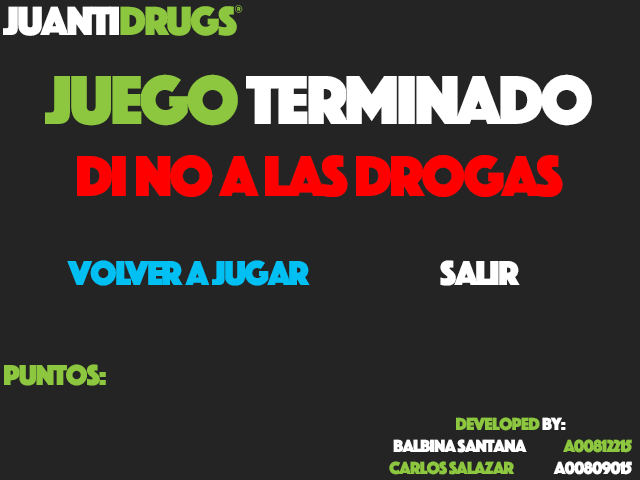 JUANTIDRUGS®
JUEGO TERMINADO
DI NO A LAS DROGAS
VOLVER A JUGAR SALIR
PUNTOS:
DEVELOPED BY:
BALBINA SANTANA A00812215
CARLOS SALAZAR A00809015